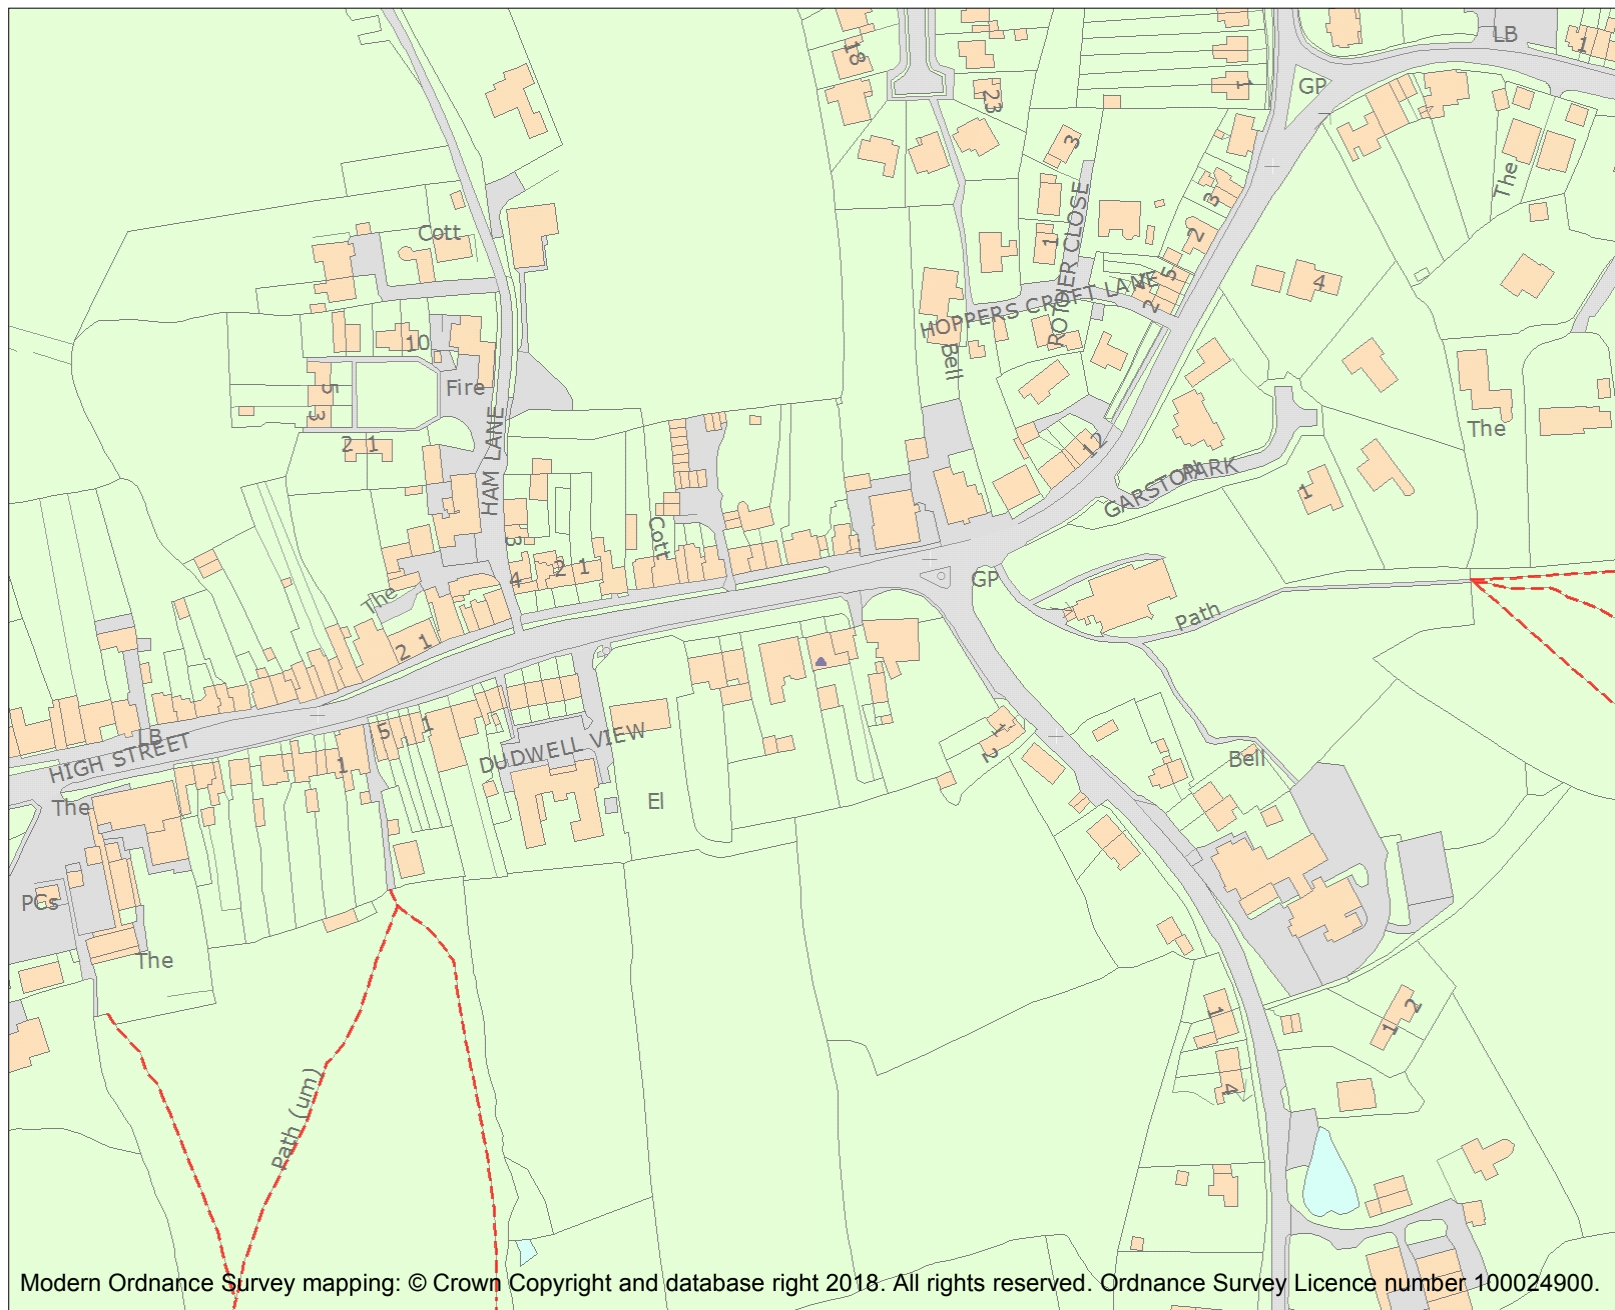 18
23
3
1
LB
1
GP
The
ROTHER CLOSE
3
2
1
5
4
HOPPERS CROFT LANE
2
Bell
Cott
10
Fire
5
3
2 1
HAM LANE
The
12
GARSTON PARK
1
Cott
3
4
2 1
GP
Path
The
2 1
LB
HIGH STREET
5
1
1
DUDWELL VIEW
El
1
2
Bell
The
PCs
The
1
4
1
2
Path (um)
Modern Ordnance Survey mapping: © Crown Copyright and database right 2018. All rights reserved. Ordnance Survey Licence number 100024900.